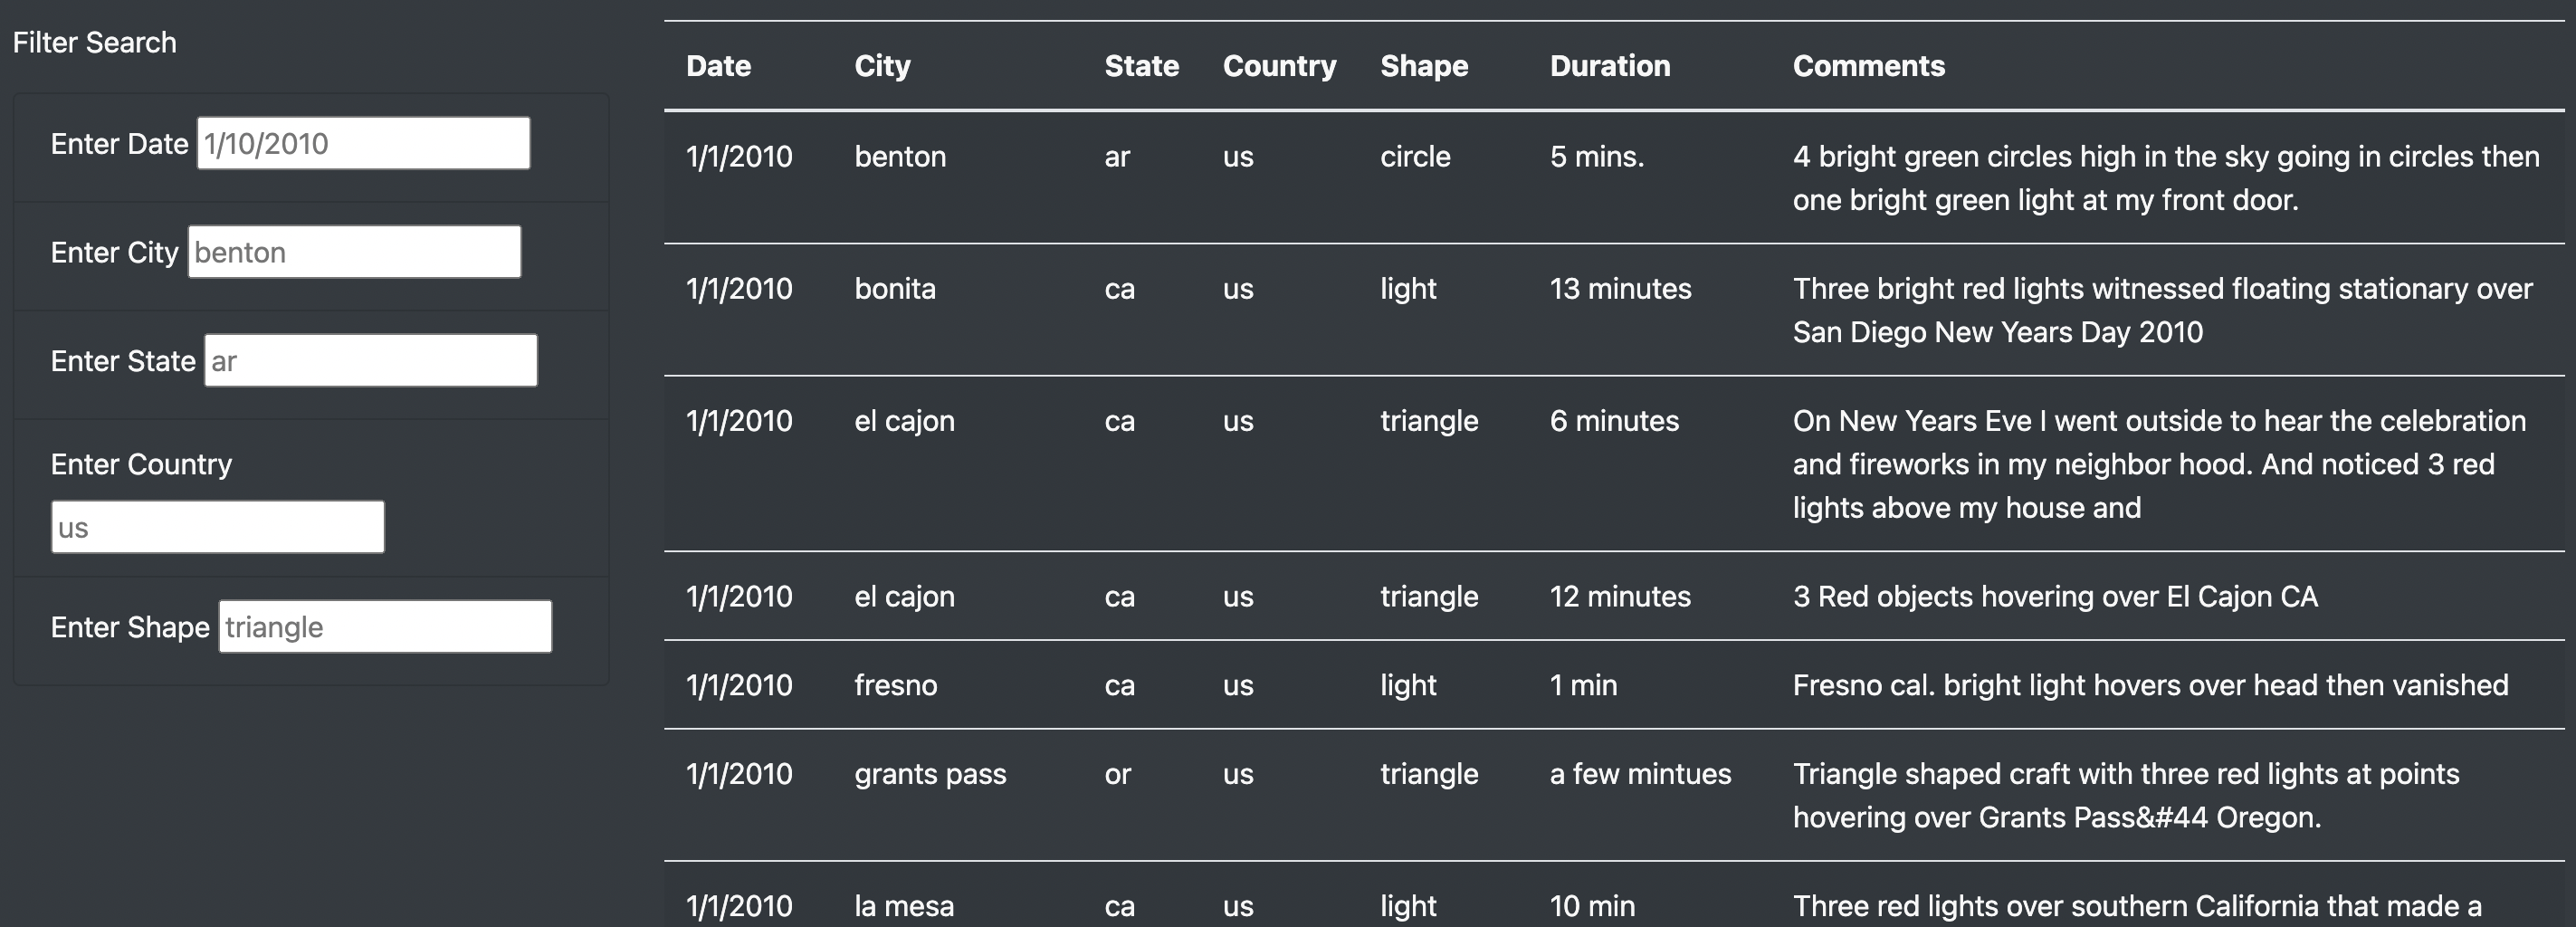 Filter Search
Enter Date 1/10/2010
Enter City benton
Enter State ar
Enter Country
us
Enter Shape triangle
Date City State Country Shape Duration Comments
1/1/2010 benton ar us circle 5 mins. 4 bright green circles high in the sky going in circles then
one bright green light at my front door.
1/1/2010 bonita ca us light 13 minutes Three bright red lights witnessed floating stationary over
San Diego New Years Day 2010
1/1/2010 el cajon ca us triangle 6 minutes On New Years Eve I went outside to hear the celebration
and fireworks in my neighbor hood. And noticed 3 red
lights above my house and
1/1/2010 el cajon ca us triangle 12 minutes 3 Red objects hovering over El Cajon CA
1/1/2010 fresno ca us light 1 min Fresno cal. bright light hovers over head then vanished
1/1/2010 grants pass or us triangle a few mintues Triangle shaped craft with three red lights at points
hovering over Grants Pass&#44 Oregon.
1/1/2010 la mesa ca us light 10 min Three red lights over southern California that made a